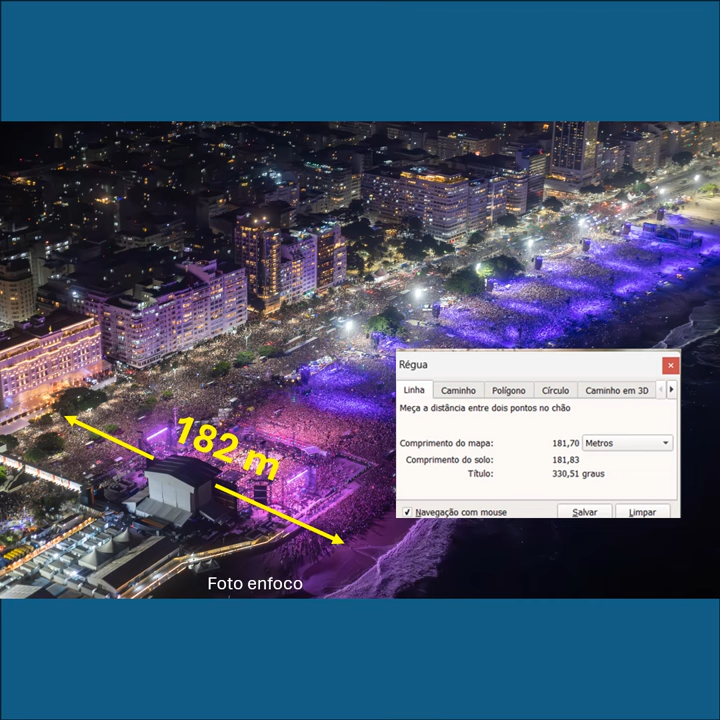 182 m
Régua
Linha
Caminho
Polígono
Círculo
Caminho em 3D
Meça a distância entre dois pontos no chão
Comprimento do mapa: 181,70 Metros
Comprimento do solo: 181,83
Título: 330,51 graus
Navegação com mouse
Salvar
Limpar
Foto enfoco